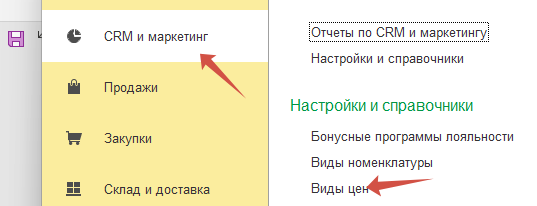 CRM и маркетинг
Продажи
Закупки
Склад и доставка
Отчеты по CRM и маркетингу
Настройки и справочники
Настройки и справочники
Бонусные программы лояльности
Виды номенклатуры
Виды цен